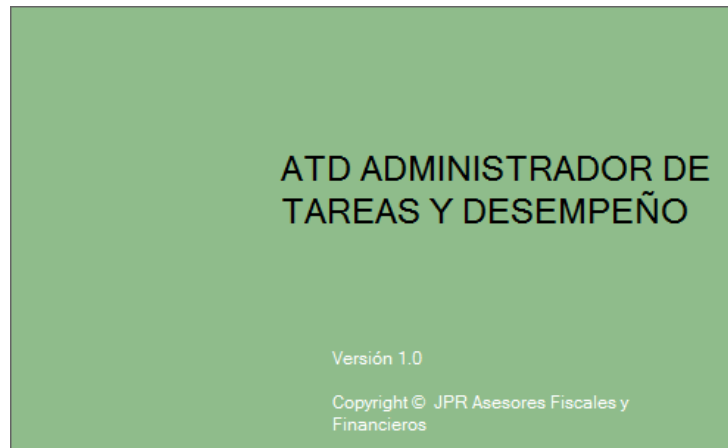 ATD ADMINISTRADOR DE
TAREAS Y DESEMPEÑO
Versión 1.0
Copyright © JPR Asesores Fiscales y
Financieros